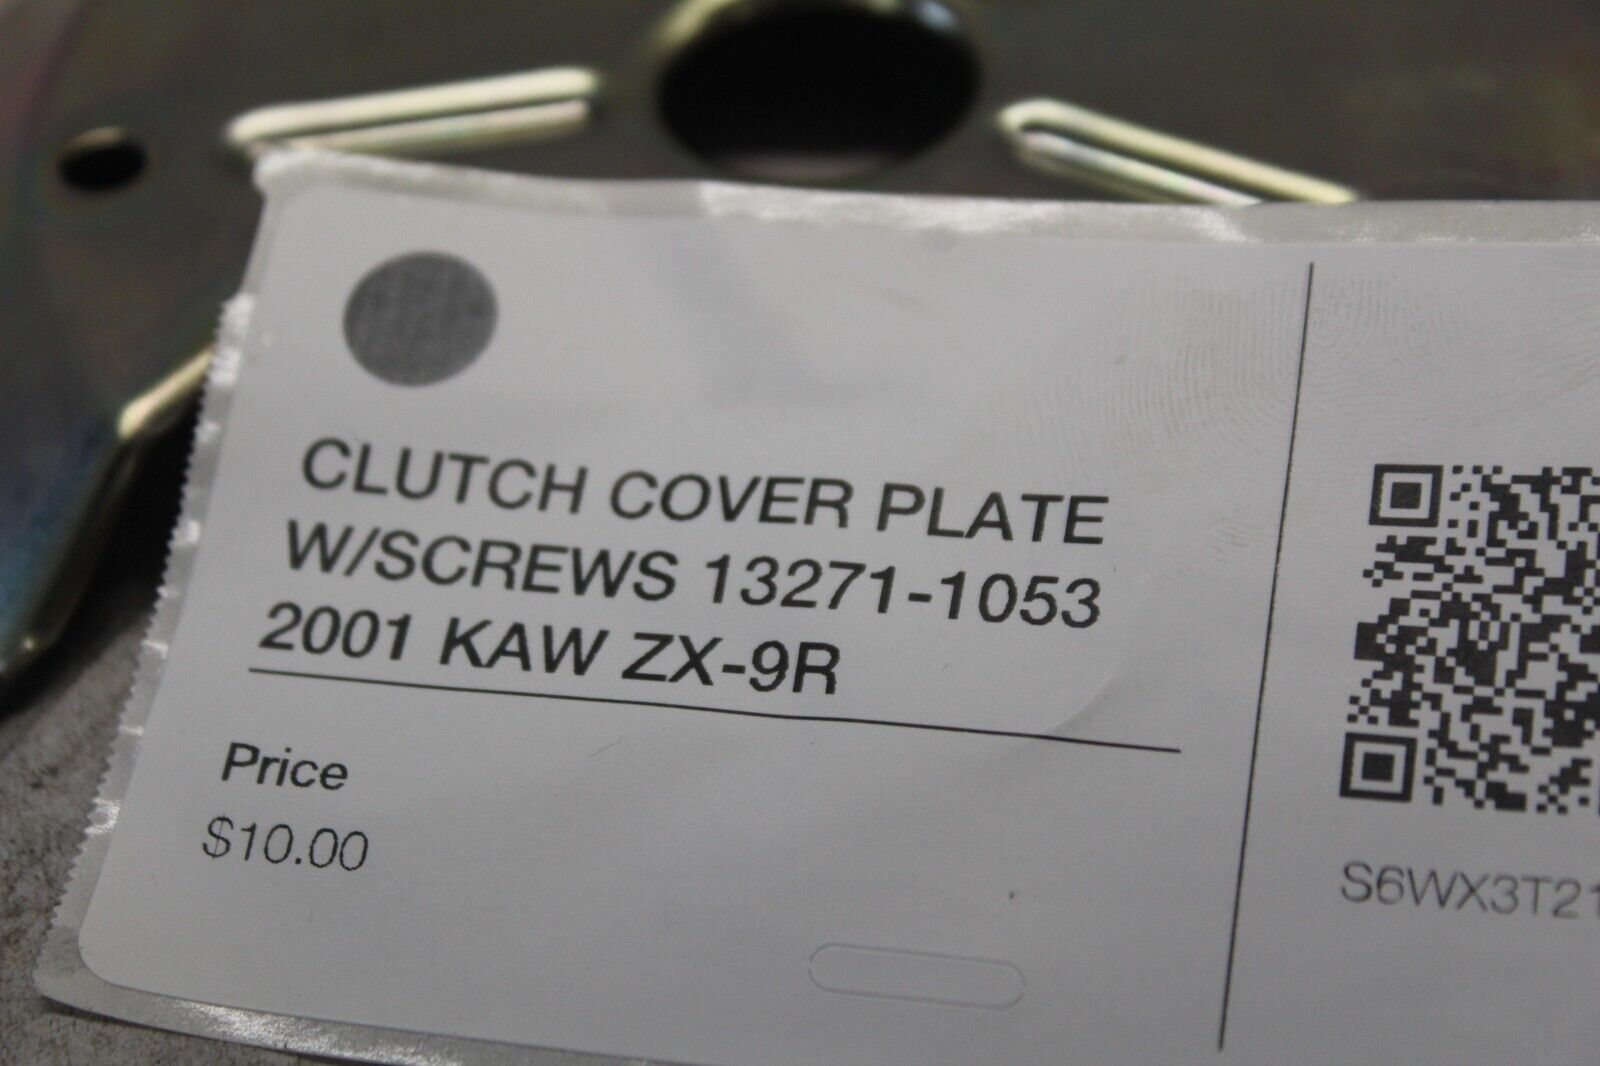 CLUTCH COVER PLATE
W/SCREWS 13271-1053
2001 KAW ZX-9R
Price
$10.00
S6WX3T21